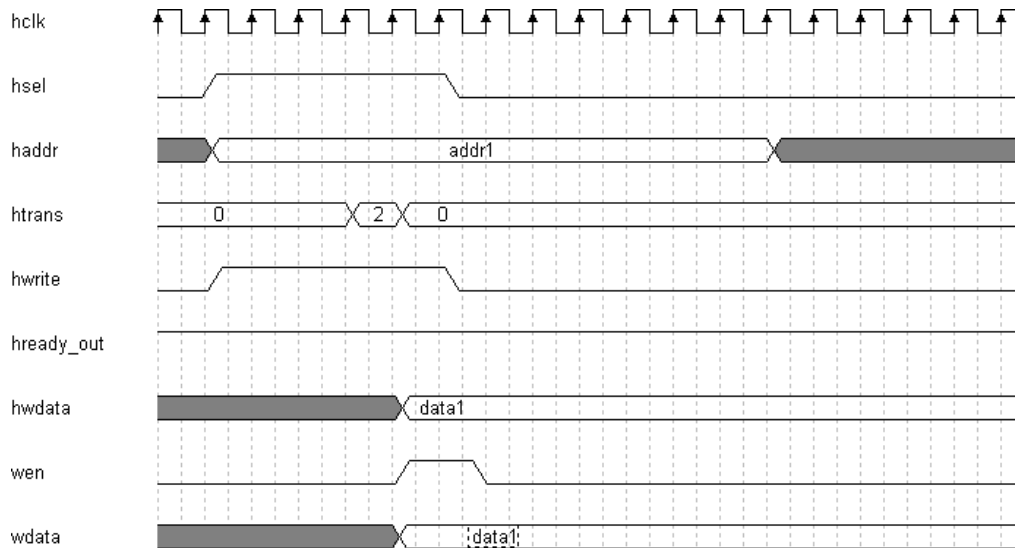 hclk
hsel
haddr addr1
htrans 0 2 0
hwrite
hready_out
hwdata data1
wen
wdata data1